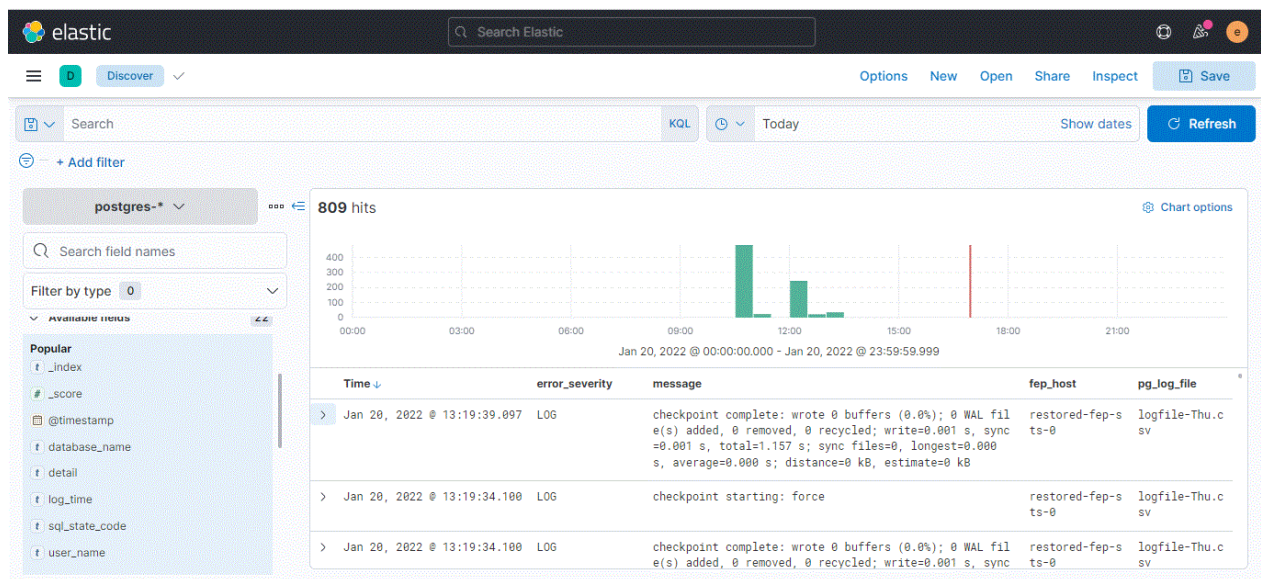 elastic
Search Elastic
e
D
Discover
Options New Open Share Inspect Save
Search
KQL
Today
Show dates
Refresh
+ Add filter
postgres-*
809 hits
Chart options
Search field names
Filter by type 0
Available fields 22
Popular
t _index
# _score
@timestamp
t database_name
t detail
t log_time
t sql_state_code
t user_name
400
300
200
100
0
00:00 03:00 06:00 09:00 12:00 15:00 18:00 21:00
Jan 20, 2022 @ 00:00:00.000 - Jan 20, 2022 @ 23:59:59.999
Time error_severity message fep_host pg_log_file
Jan 20, 2022 @ 13:19:39.097 LOG checkpoint complete: wrote 0 buffers (0.0%); 0 WAL fil restored-fep-s logfile-Thu.c
e(s) added, 0 removed, 0 recycled; write=0.001 s, sync ts-0 sv
=0.001 s, total=1.157 s; sync files=0, longest=0.000
s, average=0.000 s; distance=0 kB, estimate=0 kB
Jan 20, 2022 @ 13:19:34.100 LOG checkpoint starting: force restored-fep-s logfile-Thu.c
ts-0 sv
Jan 20, 2022 @ 13:19:34.100 LOG checkpoint complete: wrote 0 buffers (0.0%); 0 WAL fil restored-fep-s logfile-Thu.c
e(s) added, 0 removed, 0 recycled; write=0.001 s, sync ts-0 sv